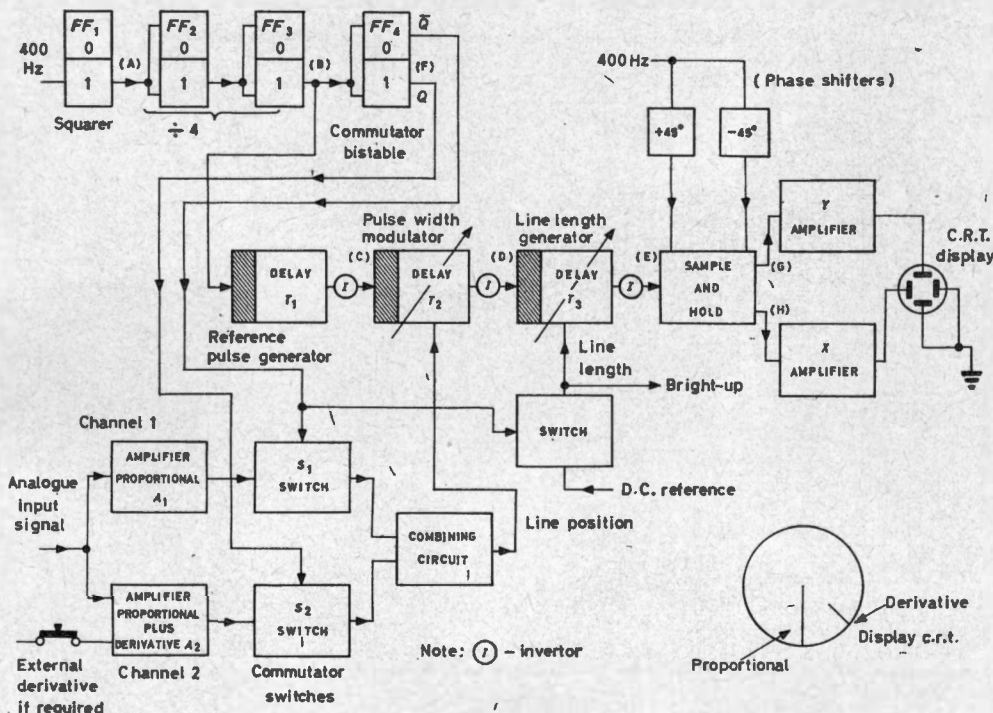 FF1
0
1
FF2
0
1
FF3
0
1
FF4
0
1
Q̃
400
Hz
(A)
(B)
(F)
Q
Squarer
÷ 4
Commutator
bistable
400 Hz
(Phase shifters)
+45°
-45°
Pulse width
modulator
Line length
generator
(C)
(D)
(E)
DELAY
T1
DELAY
T2
DELAY
T3
I
I
I
SAMPLE
AND
HOLD
(G)
(H)
Y
AMPLIFIER
X
AMPLIFIER
C.R.T.
display
Reference
pulse generator
Line
length
Bright-up
SWITCH
D.C. reference
Channel 1
Analogue
input
signal
AMPLIFIER
PROPORTIONAL
A1
S1
SWITCH
Line position
COMBINING
CIRCUIT
AMPLIFIER
PROPORTIONAL
PLUS
DERIVATIVE A2
S2
SWITCH
External
derivative
if required
Channel 2
Commutator
switches
Note: I - invertor
Proportional
Derivative
Display c.r.t.